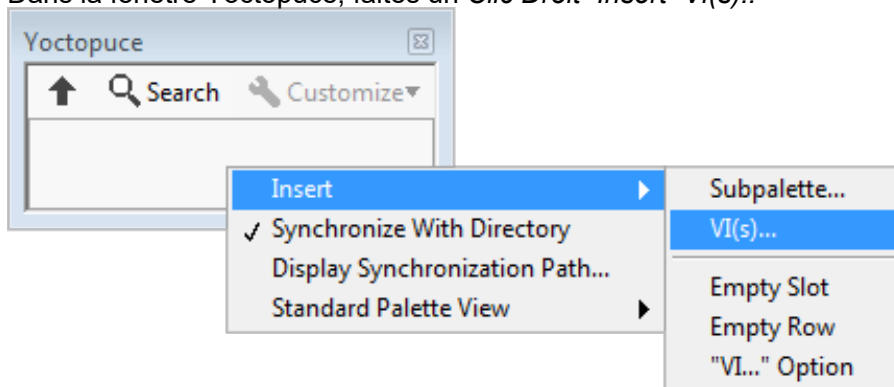 Dans la fenêtre Yoctopuce, faites un Clic Droit -Insert -VI(s)..
Yoctopuce
Search Customize
Insert
Synchronize With Directory
Display Synchronization Path...
Standard Palette View
Subpalette...
VI(s)...
Empty Slot
Empty Row
"VI..." Option